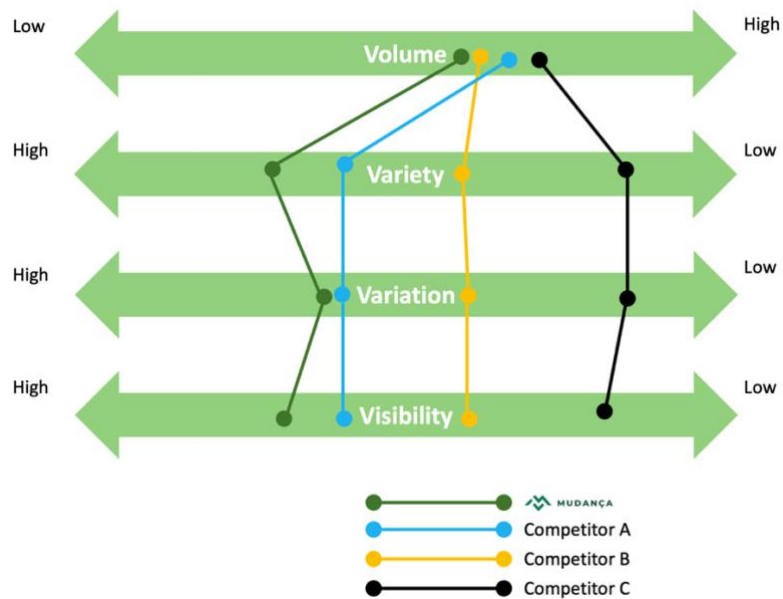 Low
Volume
High
High
Variety
Low
High
Variation
Low
High
Visibility
Low
MUDANÇA
Competitor A
Competitor B
Competitor C